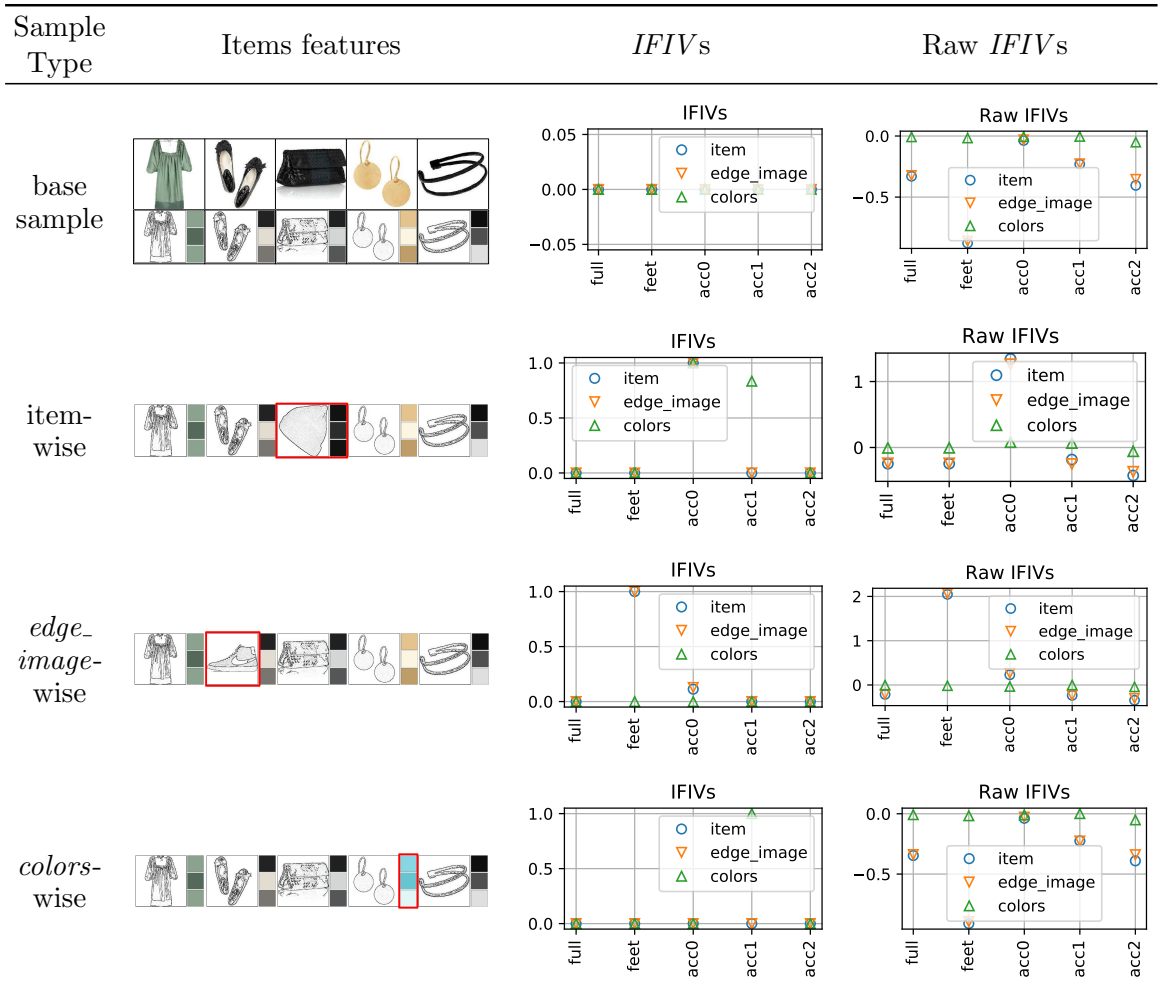 Sample
Type
Items features
IFIVs
Raw IFIVs
base
sample
IFIVs
0.05
0.00
−0.05
item
edge_image
colors
full
feet
acc0
acc1
acc2
Raw IFIVs
0.0
−0.5
item
edge_image
colors
full
feet
acc0
acc1
acc2
item-
wise
IFIVs
1.0
0.5
0.0
item
edge_image
colors
full
feet
acc0
acc1
acc2
Raw IFIVs
1
0
item
edge_image
colors
full
feet
acc0
acc1
acc2
edge_
image-
wise
IFIVs
1.0
0.5
0.0
item
edge_image
colors
full
feet
acc0
acc1
acc2
Raw IFIVs
2
1
0
item
edge_image
colors
full
feet
acc0
acc1
acc2
colors-
wise
IFIVs
1.0
0.5
0.0
item
edge_image
colors
full
feet
acc0
acc1
acc2
Raw IFIVs
0.0
−0.5
item
edge_image
colors
full
feet
acc0
acc1
acc2